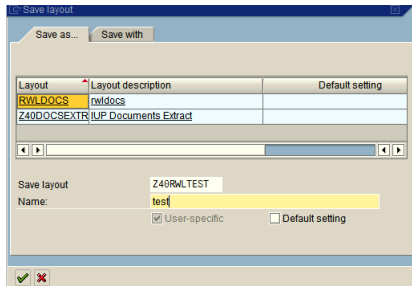 Save layout
Save as... Save with
Layout Layout description Default setting
RWLDOCS rwldocs
Z40DOCSEXTR IUP Documents Extract
Save layout Z40RWLTEST
Name: test
User-specific Default setting